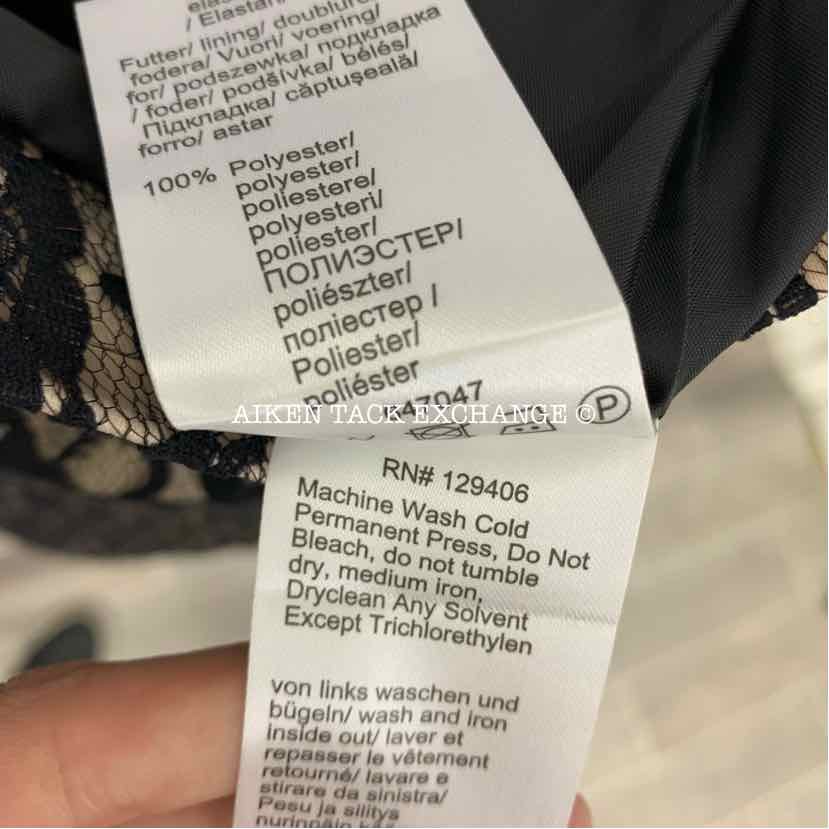 / Elastan
Futter/ lining/ doublure/
fodera/ Vuori/ voering/
for/ podszewka/ подкладка
/ foder/ podšívka/ bélés/
Підкладка/ căptuşeală/
forro/ astar
100% Polyester/
polyester/
poliestere/
polyesteri/
poliester/
ПОЛИЭСТЕР/
poliészter/
поліестер /
Poliester/
poliéster
47047
AIKEN TACK EXCHANGE ©
P
RN# 129406
Machine Wash Cold
Permanent Press, Do Not
Bleach, do not tumble
dry, medium iron,
Dryclean Any Solvent
Except Trichlorethylen
von links waschen und
bügeln/ wash and iron
inside out/ laver et
repasser le vêtement
retourné/ lavare e
stirare da sinistra/
Pesu ja silitys